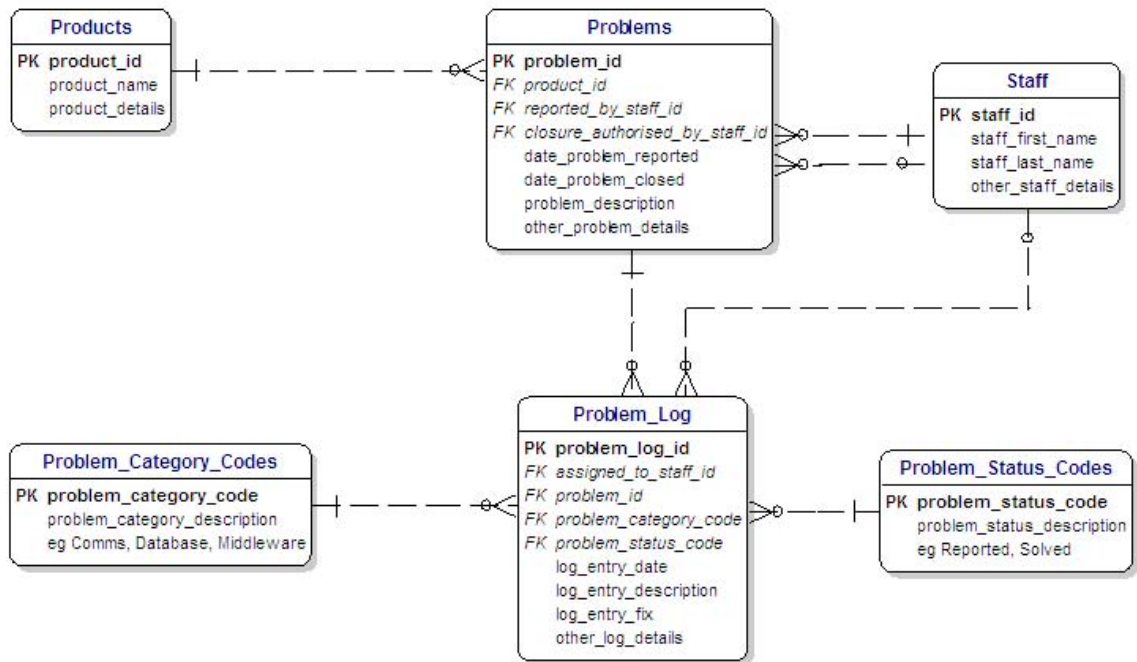 Products
PK product_id
product_name
product_details
Problems
PK problem_id
FK product_id
FK reported_by_staff_id
FK closure_authorised_by_staff_id
date_problem_reported
date_problem_closed
problem_description
other_problem_details
Staff
PK staff_id
staff_first_name
staff_last_name
other_staff_details
Problem_Category_Codes
PK problem_category_code
problem_category_description
eg Comms, Database, Middleware
Problem_Log
PK problem_log_id
FK assigned_to_staff_id
FK problem_id
FK problem_category_code
FK problem_status_code
log_entry_date
log_entry_description
log_entry_fix
other_log_details
Problem_Status_Codes
PK problem_status_code
problem_status_description
eg Reported, Solved